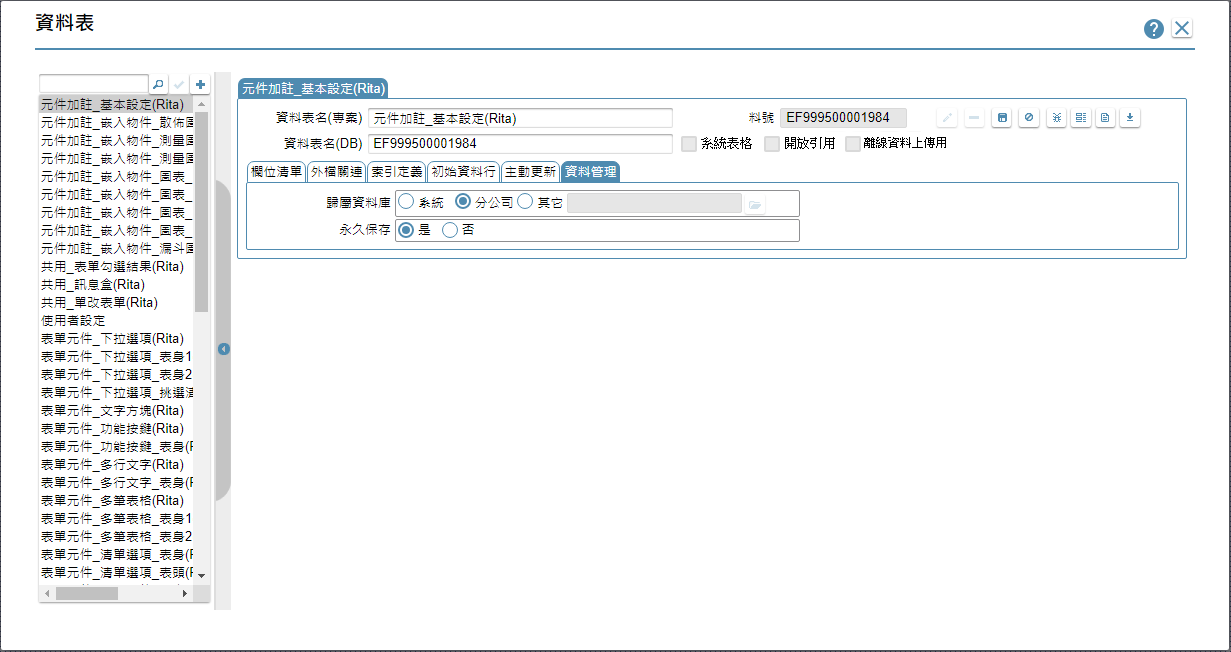 資料表
?
元件加註_基本設定(Rita)
元件加註_嵌入物件_散佈圖
元件加註_嵌入物件_測量圖
元件加註_嵌入物件_測量圖
元件加註_嵌入物件_圖表_
元件加註_嵌入物件_圖表_
元件加註_嵌入物件_圖表_
元件加註_嵌入物件_圖表_
元件加註_嵌入物件_漏斗圖
共用_表單勾選結果(Rita)
共用_訊息盒(Rita)
共用_單改表單(Rita)
使用者設定
表單元件_下拉選項(Rita)
表單元件_下拉選項_表身1
表單元件_下拉選項_表身2
表單元件_下拉選項_挑選清
表單元件_文字方塊(Rita)
表單元件_功能按鍵(Rita)
表單元件_功能按鍵_表身(R
表單元件_多行文字(Rita)
表單元件_多行文字_表身(R
表單元件_多筆表格(Rita)
表單元件_多筆表格_表身1
表單元件_多筆表格_表身2
表單元件_清單選項_表身(R
表單元件_清單選項_表頭(R
元件加註_基本設定(Rita)
資料表名(專案) 元件加註_基本設定(Rita) 料號 EF999500001984
資料表名(DB) EF999500001984 系統表格 開放引用 離線資料上傳用
欄位清單 外檔關連 索引定義 初始資料行 主動更新 資料管理
歸屬資料庫 系統 分公司 其它
永久保存 是 否